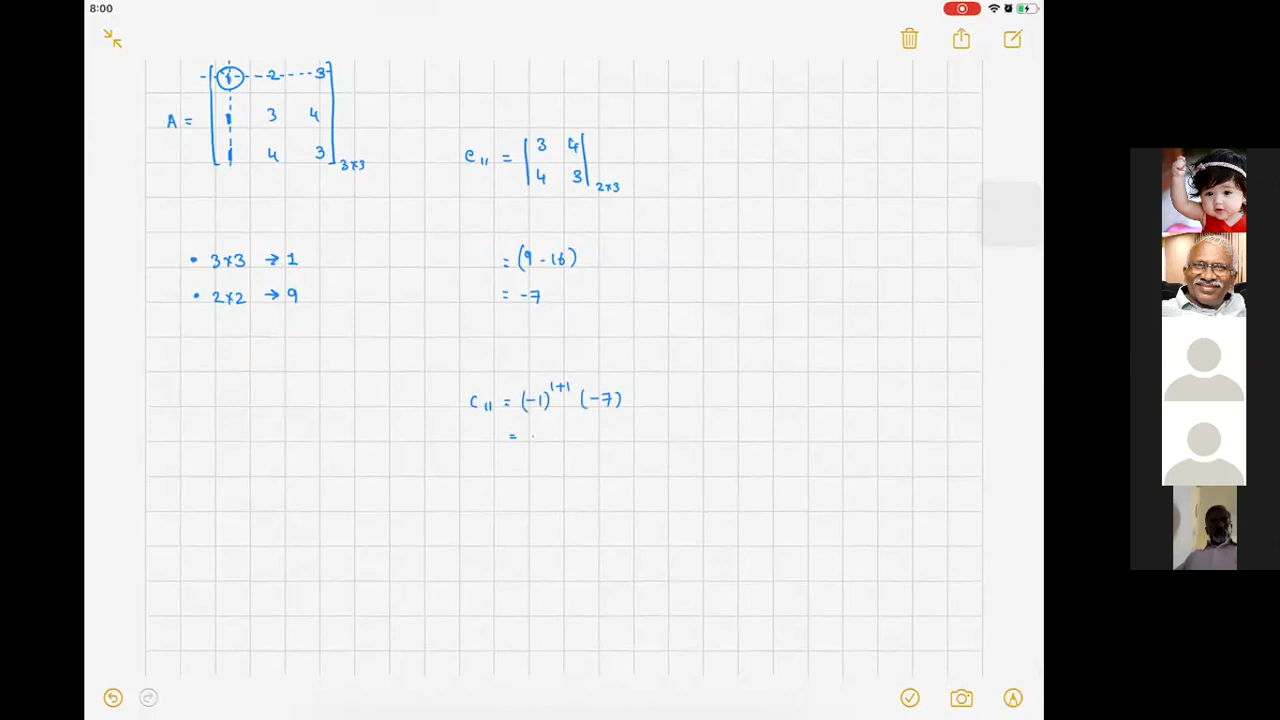 8:00
1 2 3
A = 1 3 4
1 4 3 3×3
C11 = | 3 4 |
| 4 3 | 2×3
• 3×3 → 1 = (9 - 16)
• 2×2 → 9 = -7
C11 = (-1)^1+1 (-7)
=